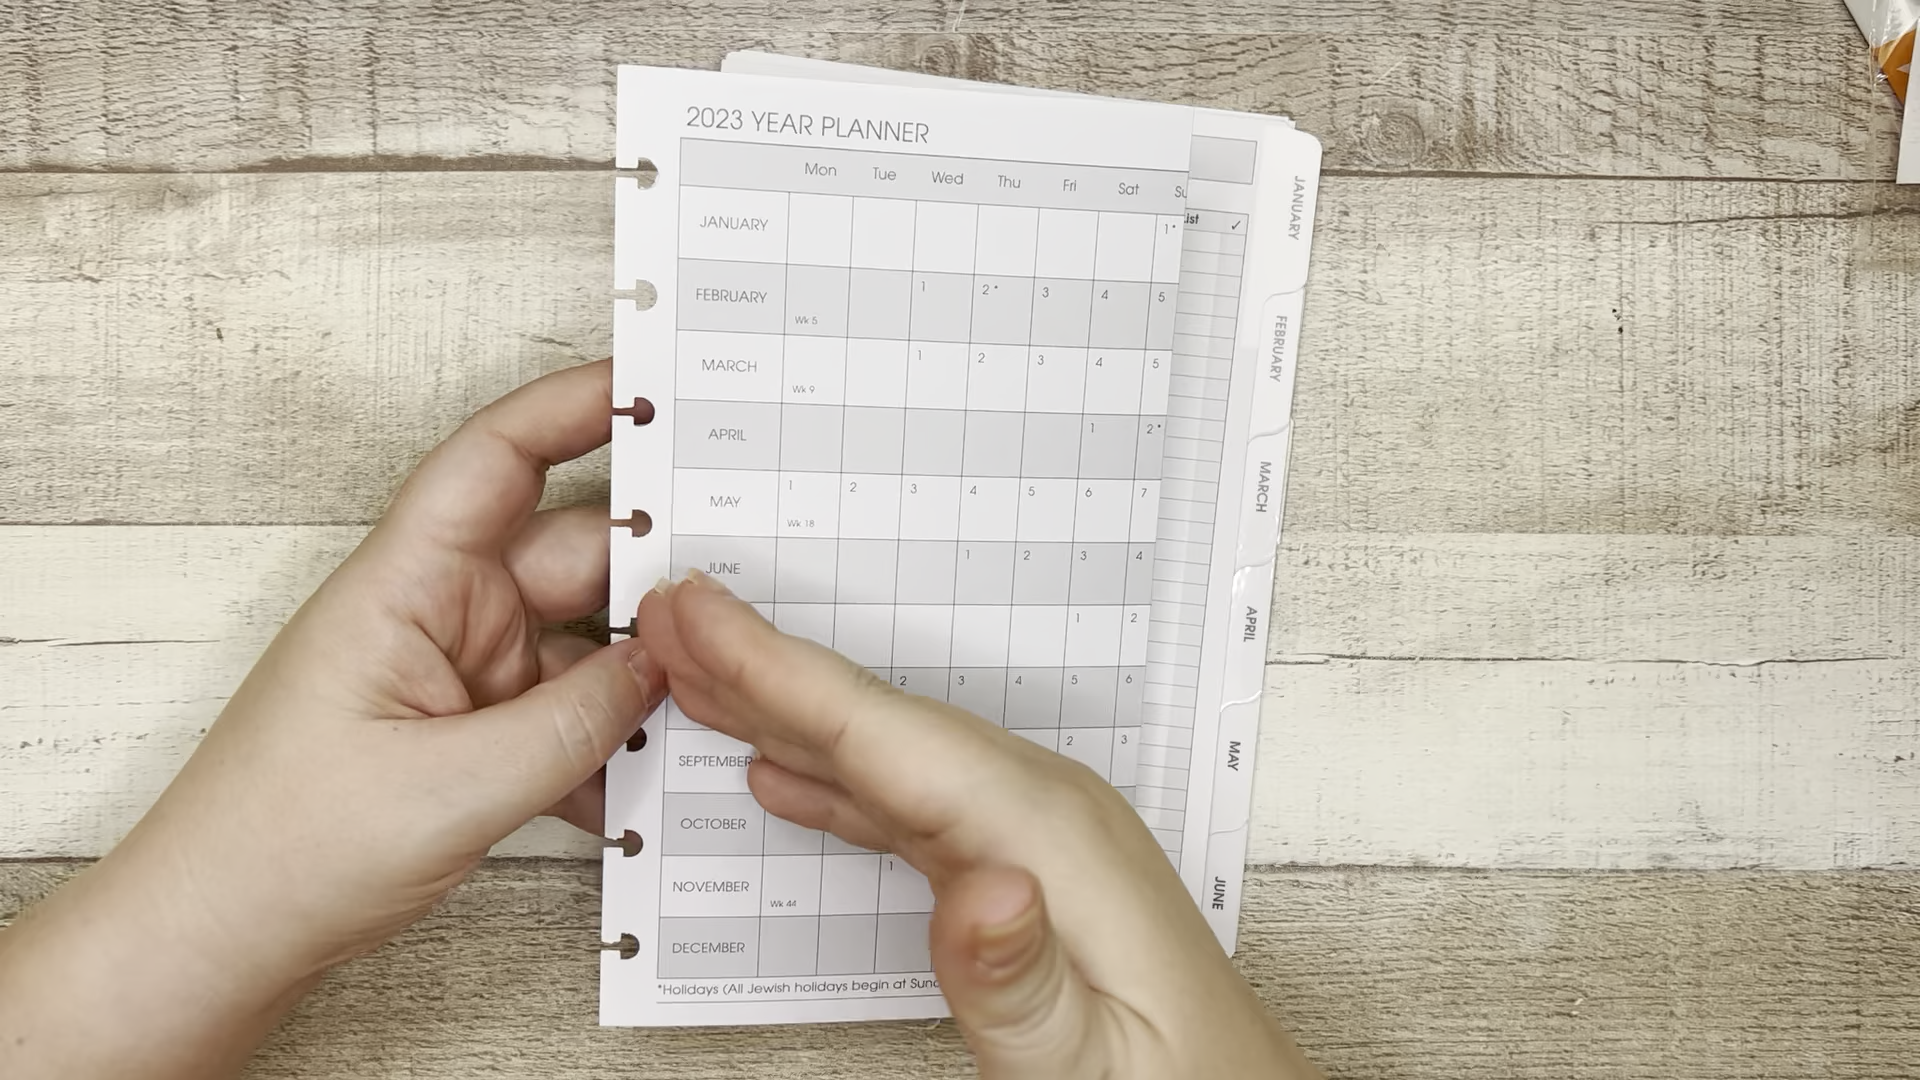 2023 YEAR PLANNER
Mon Tue Wed Thu Fri Sat
JANUARY 1*
FEBRUARY 1 2* 3 4 5
Wk 5
MARCH 1 2 3 4 5
Wk 9
APRIL 1 2*
MAY 1 2 3 4 5 6 7
Wk 18
JUNE 1 2 3 4
1 2
2 3 4 5 6
SEPTEMBER 2 3
OCTOBER
NOVEMBER 1
Wk 44
DECEMBER
*Holidays (All Jewish holidays begin at
✓
JANUARY
FEBRUARY
MARCH
APRIL
MAY
JUNE